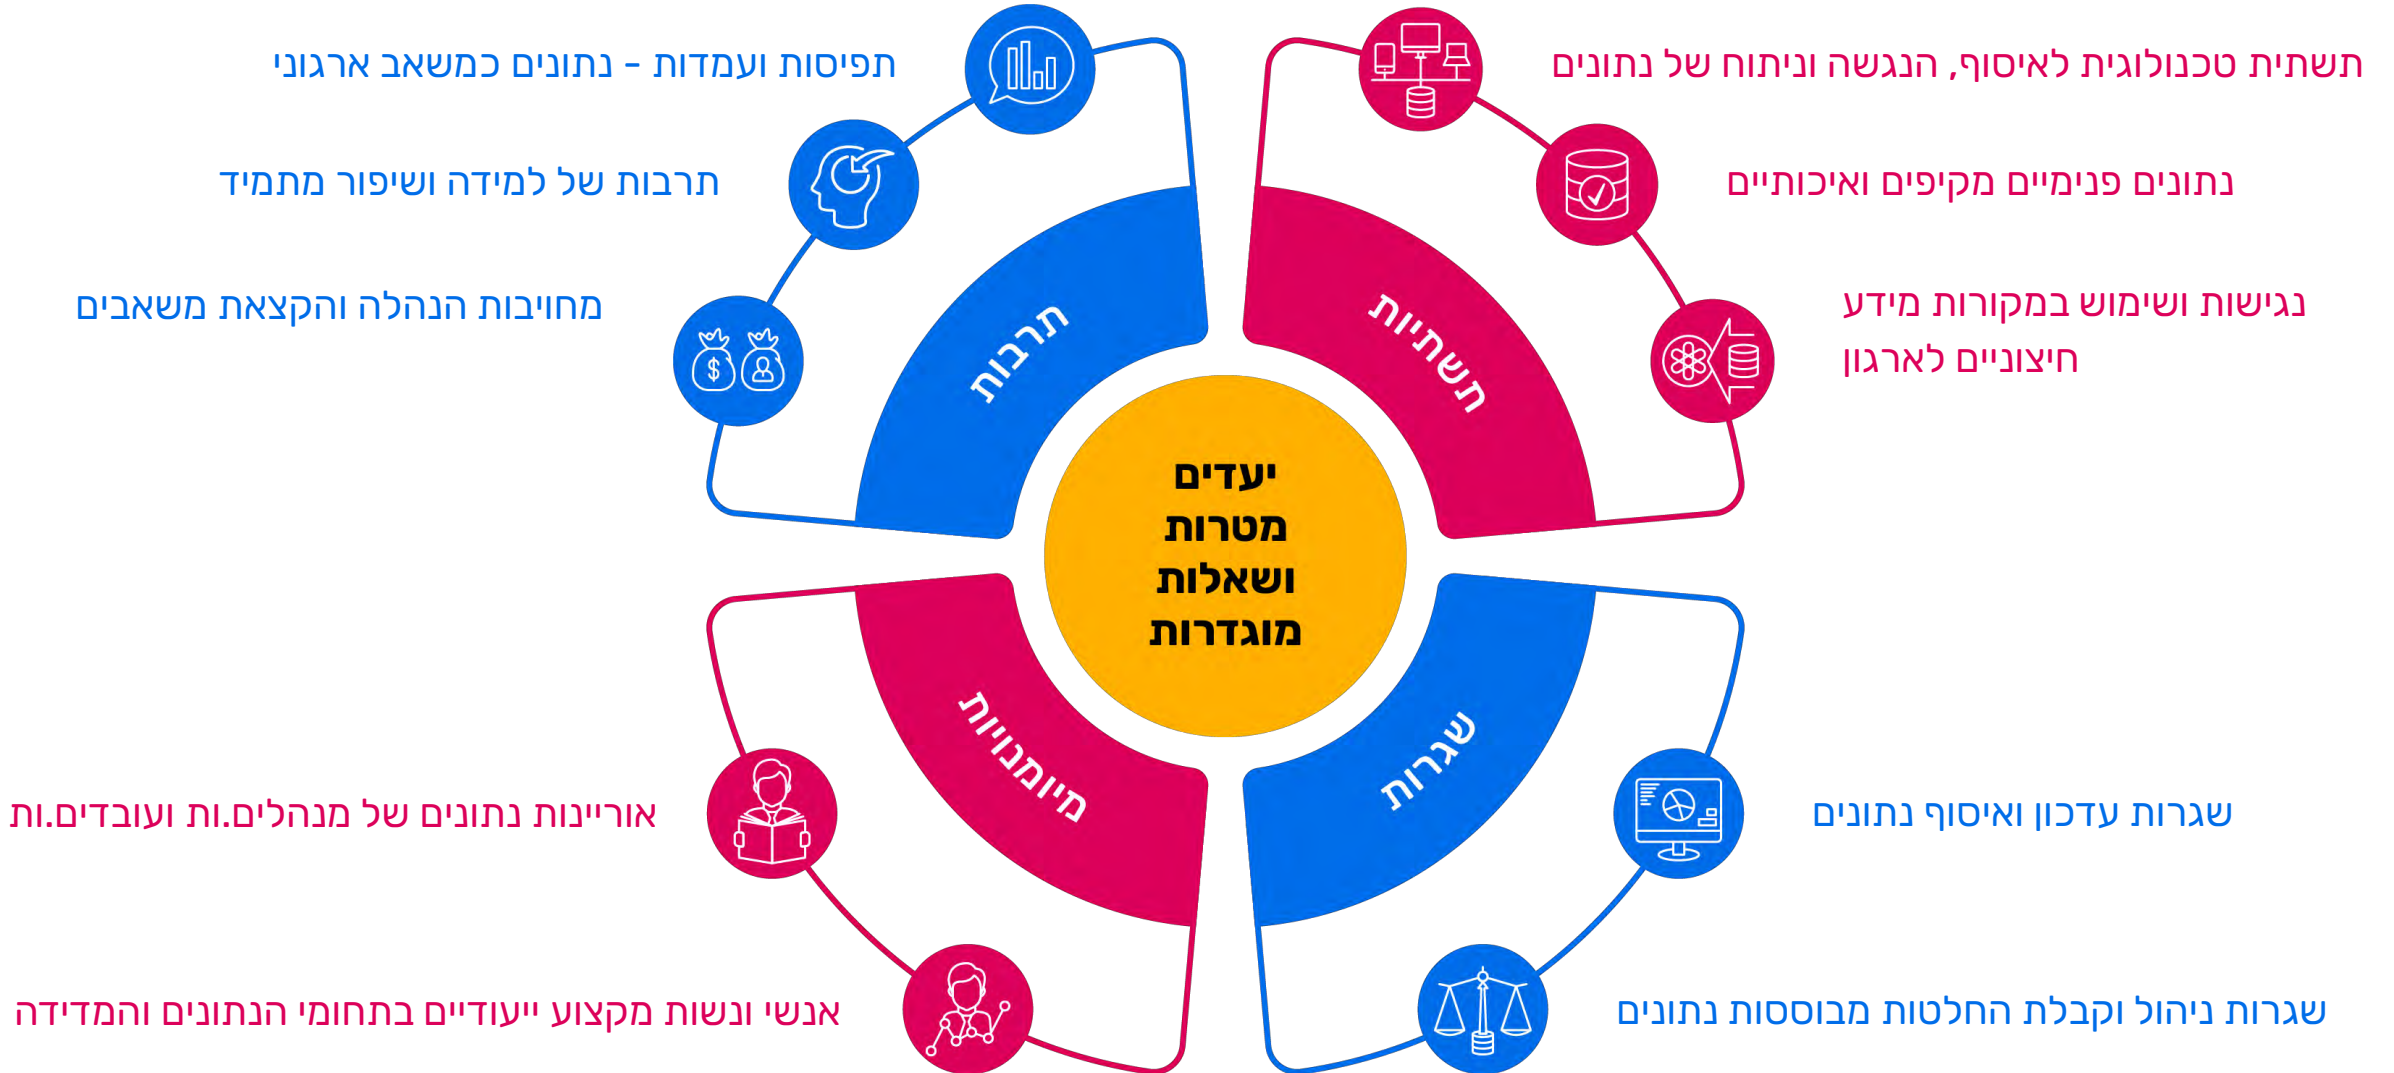 תשתית טכנולוגית לאיסוף, הנגשה וניתוח של נתונים
נתונים פנימיים מקיפים ואיכותיים
נגישות ושימוש במקורות מידע
חיצוניים לארגון
תשתיות
תפיסות ועמדות - נתונים כמשאב ארגוני
תרבות של למידה ושיפור מתמיד
מחויבות הנהלה והקצאת משאבים
תרבות
יעדים
מטרות
ושאלות
מוגדרות
שגרות
שגרות עדכון ואיסוף נתונים
שגרות ניהול וקבלת החלטות מבוססות נתונים
מיומנויות
אוריינות נתונים של מנהלים.ות ועובדים.ות
אנשי ונשות מקצוע ייעודיים בתחומי הנתונים והמדידה
$